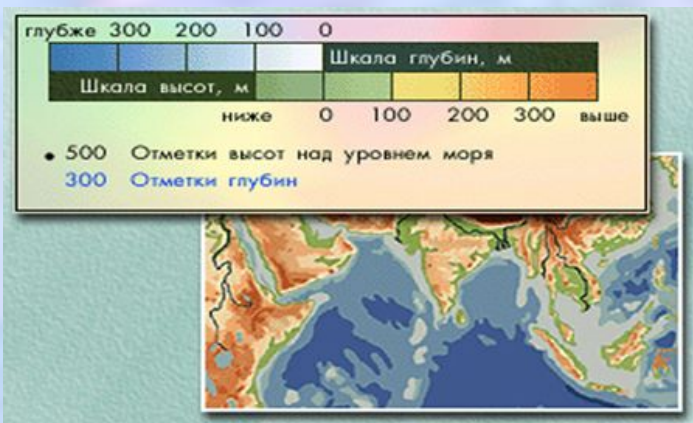 глубже 300 200 100 0
Шкала глубин, м
Шкала высот, м
ниже 0 100 200 300 выше
• 500 Отметки высот над уровнем моря
300 Отметки глубин